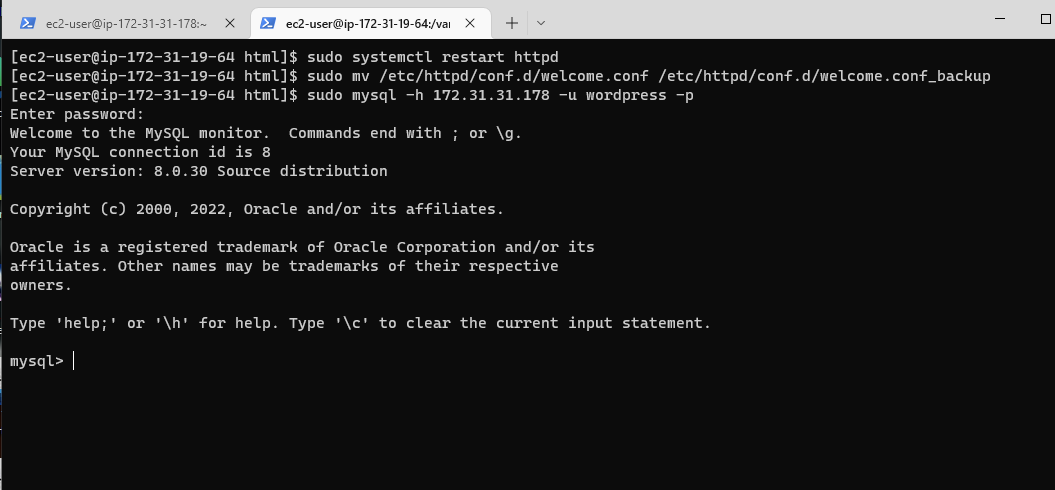 ec2-user@ip-172-31-31-178:~
ec2-user@ip-172-31-19-64:/var
[ec2-user@ip-172-31-19-64 html]$ sudo systemctl restart httpd
[ec2-user@ip-172-31-19-64 html]$ sudo mv /etc/httpd/conf.d/welcome.conf /etc/httpd/conf.d/welcome.conf_backup
[ec2-user@ip-172-31-19-64 html]$ sudo mysql -h 172.31.31.178 -u wordpress -p
Enter password:
Welcome to the MySQL monitor.  Commands end with ; or \g.
Your MySQL connection id is 8
Server version: 8.0.30 Source distribution
Copyright (c) 2000, 2022, Oracle and/or its affiliates.
Oracle is a registered trademark of Oracle Corporation and/or its
affiliates. Other names may be trademarks of their respective
owners.
Type 'help;' or '\h' for help. Type '\c' to clear the current input statement.
mysql>